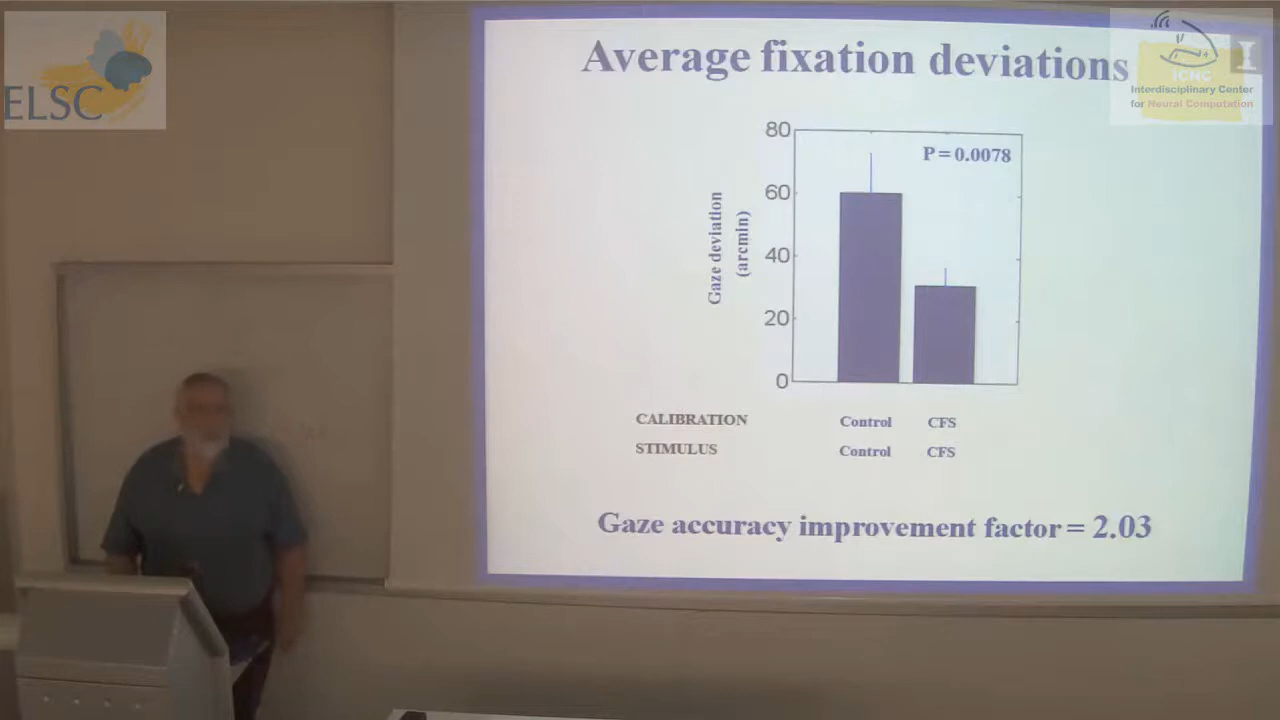 ELSC
Average fixation deviations
ICNC
Interdisciplinary Center
for Neural Computation
80
P = 0.0078
60
40
20
0
Gaze deviation
(arcmin)
CALIBRATION Control CFS
STIMULUS Control CFS
Gaze accuracy improvement factor = 2.03